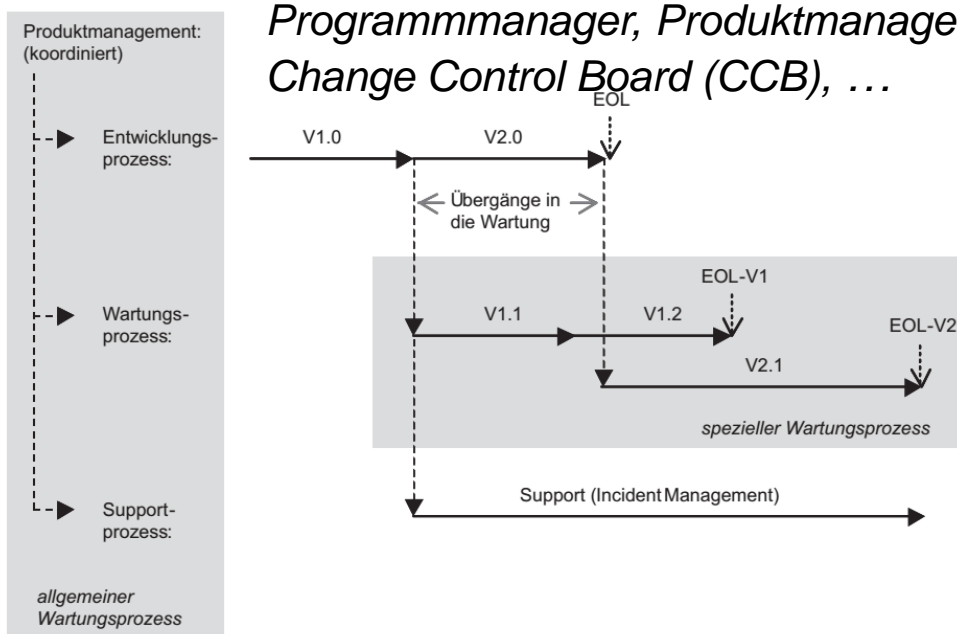 Programmmanager, Produktmanage
Change Control Board (CCB), …
Produktmanagement:
(koordiniert)
Entwicklungs-
prozess:
V1.0
V2.0
EOL
Übergänge in
die Wartung
Wartungs-
prozess:
V1.1
V1.2
EOL-V1
V2.1
EOL-V2
spezieller Wartungsprozess
Support-
prozess:
Support (Incident Management)
allgemeiner
Wartungsprozess